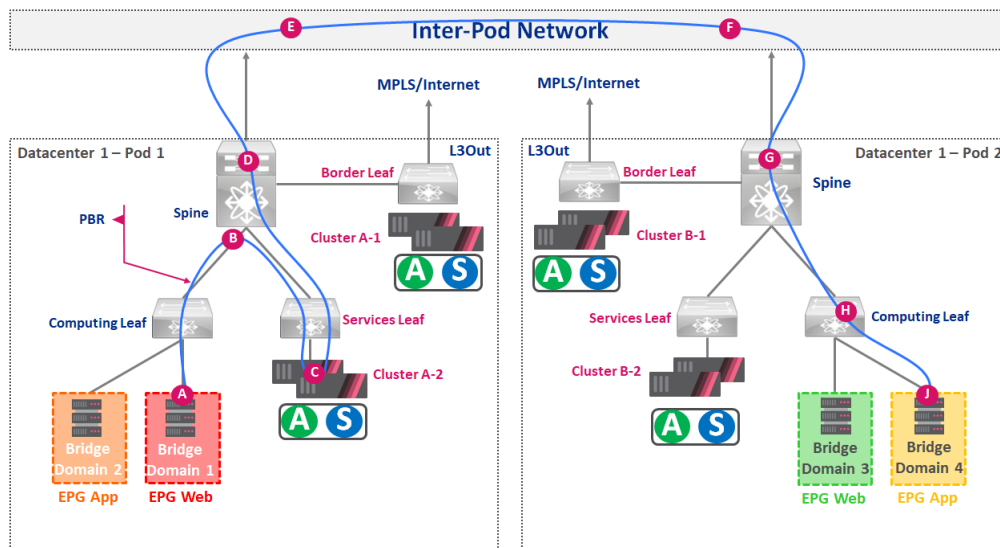 E
Inter-Pod Network
F
MPLS/Internet
MPLS/Internet
Datacenter 1 – Pod 1
D
L3Out
Border Leaf
Spine
PBR
B
Cluster A-1
A S
Computing Leaf
Services Leaf
C
Cluster A-2
A S
A
Bridge
Domain 2
EPG App
Bridge
Domain 1
EPG Web
L3Out
G
Datacenter 1 – Pod 2
Border Leaf
Spine
Cluster B-1
A S
Services Leaf
H
Computing Leaf
Cluster B-2
A S
J
Bridge
Domain 3
EPG Web
Bridge
Domain 4
EPG App